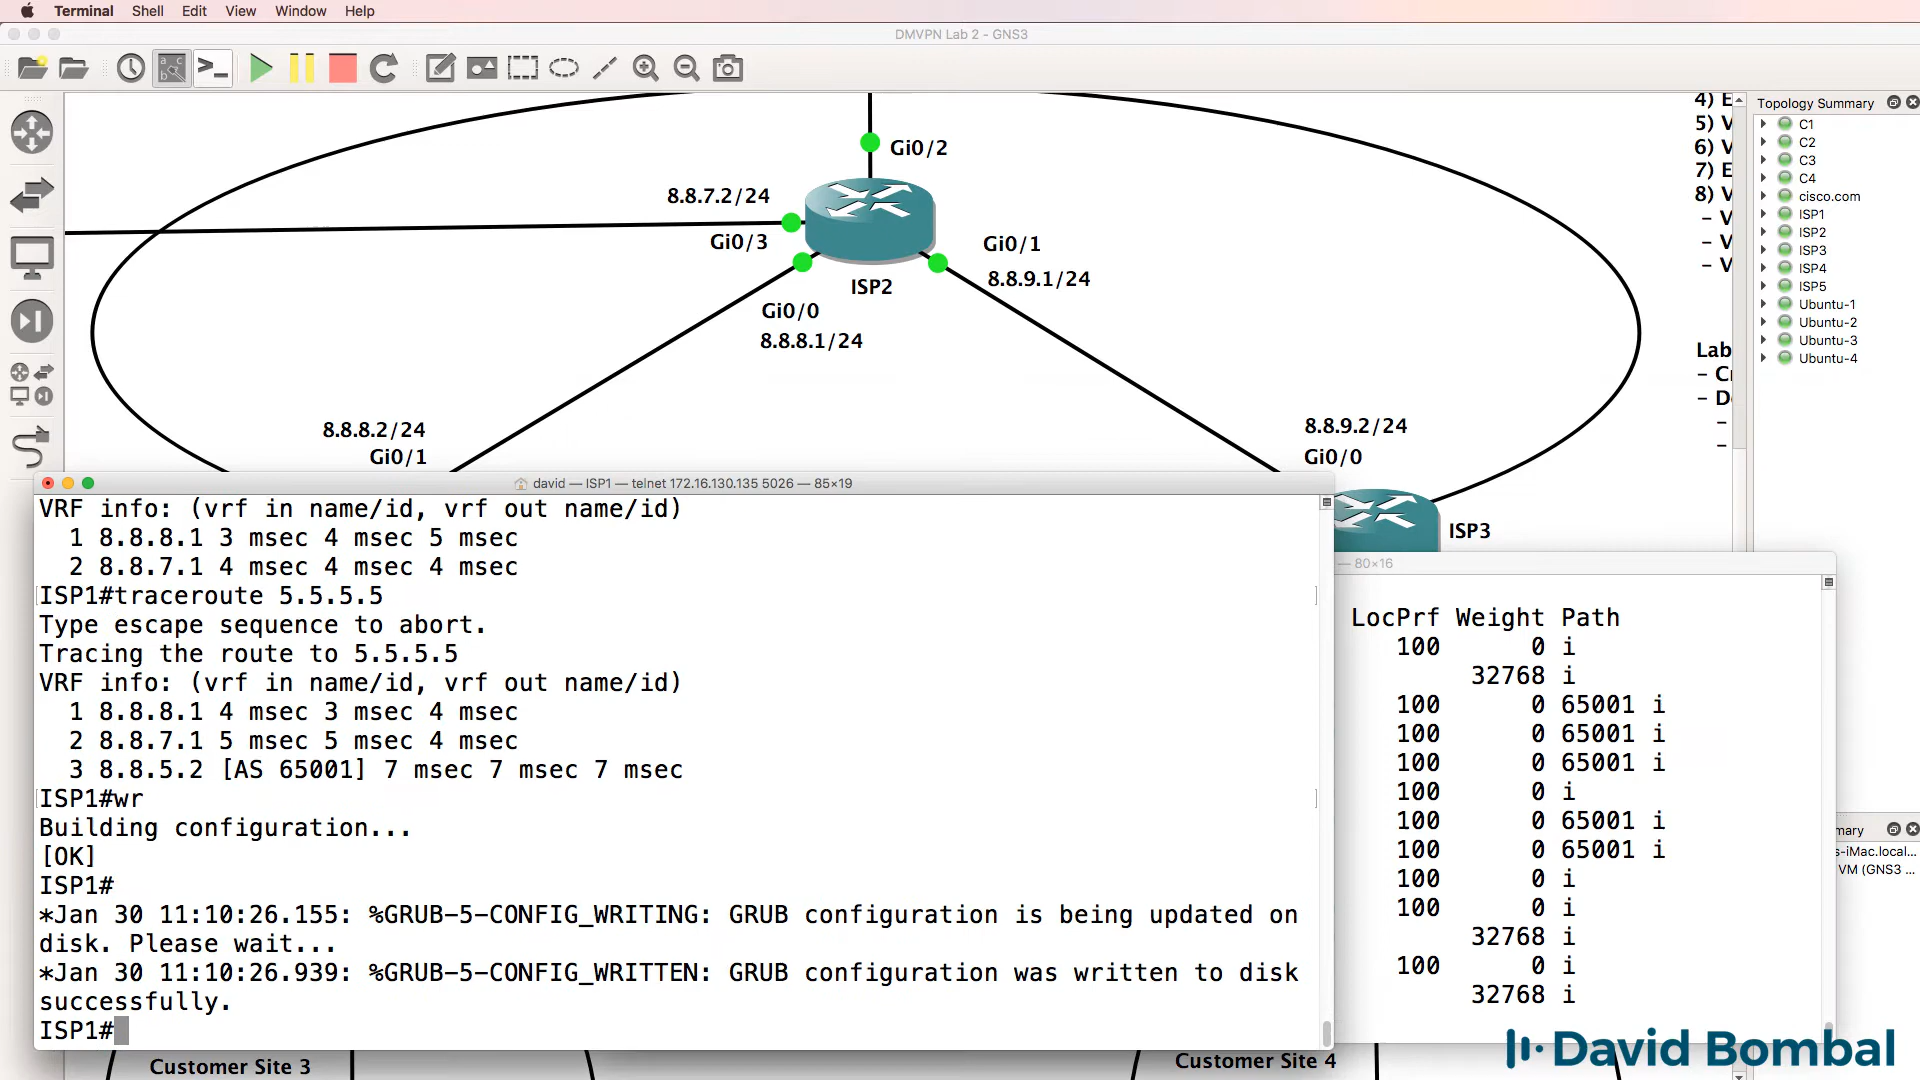 Terminal Shell Edit View Window Help
DMVPN Lab 2 - GNS3
Gi0/2
8.8.7.2/24
Gi0/3
Gi0/1
8.8.9.1/24
ISP2
Gi0/0
8.8.8.1/24
8.8.8.2/24
Gi0/1
8.8.9.2/24
Gi0/0
ISP3
4) E
5) V
6) V
7) E
8) V
- V
- V
- V
Lab
- Cr
- D
-
-
Topology Summary
C1
C2
C3
C4
cisco.com
ISP1
ISP2
ISP3
ISP4
ISP5
Ubuntu-1
Ubuntu-2
Ubuntu-3
Ubuntu-4
david — ISP1 — telnet 172.16.130.135 5026 — 85×19
VRF info: (vrf in name/id, vrf out name/id)
1 8.8.8.1 3 msec 4 msec 5 msec
2 8.8.7.1 4 msec 4 msec 4 msec
ISP1#traceroute 5.5.5.5
Type escape sequence to abort.
Tracing the route to 5.5.5.5
VRF info: (vrf in name/id, vrf out name/id)
1 8.8.8.1 4 msec 3 msec 4 msec
2 8.8.7.1 5 msec 5 msec 4 msec
3 8.8.5.2 [AS 65001] 7 msec 7 msec 7 msec
ISP1#wr
Building configuration...
[OK]
ISP1#
*Jan 30 11:10:26.155: %GRUB-5-CONFIG_WRITING: GRUB configuration is being updated on
disk. Please wait...
*Jan 30 11:10:26.939: %GRUB-5-CONFIG_WRITTEN: GRUB configuration was written to disk
successfully.
ISP1#
— 80×16
LocPrf Weight Path
100 0 i
32768 i
100 0 65001 i
100 0 65001 i
100 0 65001 i
100 0 i
100 0 65001 i
100 0 65001 i
100 0 i
100 0 i
32768 i
100 0 i
32768 i
mary
s-iMac.local...
VM (GNS3 ...
Customer Site 3
Customer Site 4
David Bombal